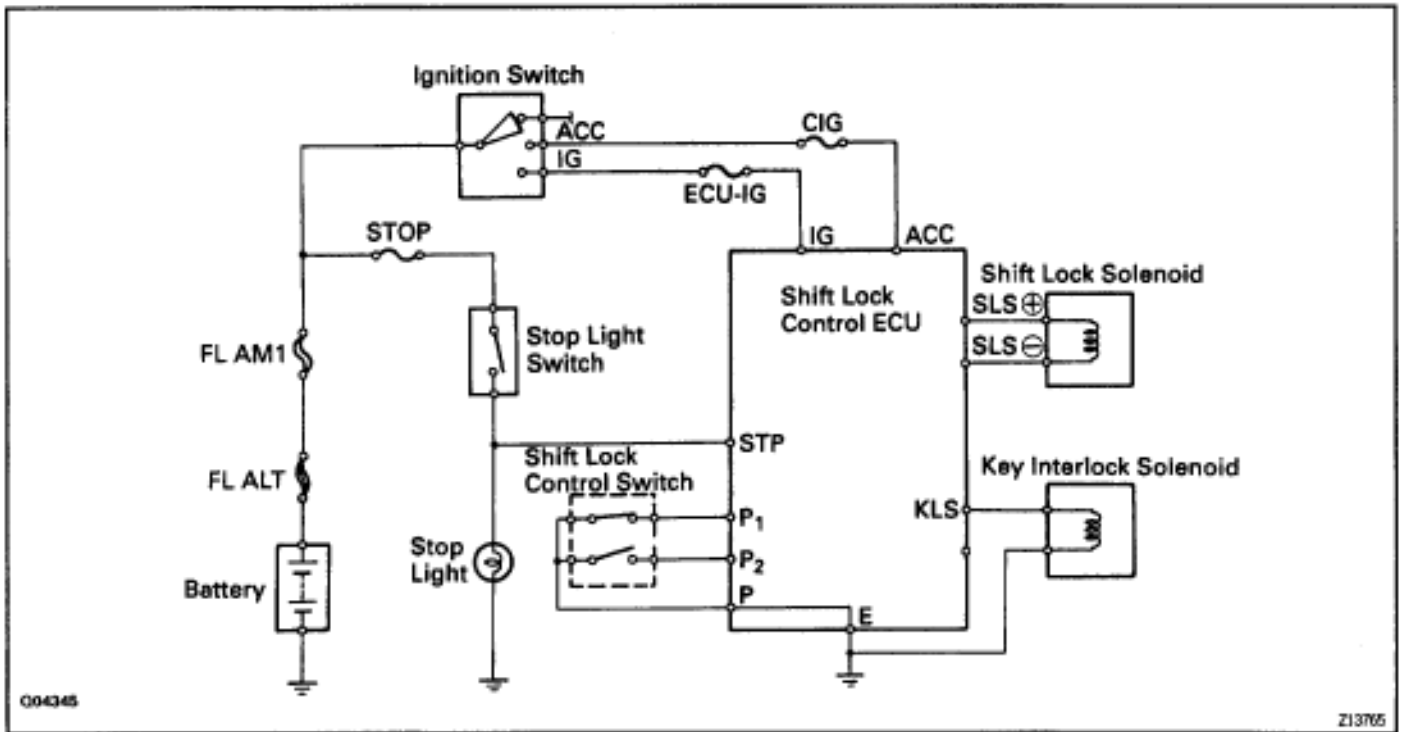 Ignition Switch
ACC
IG
CIG
ECU-IG
STOP
IG
ACC
Shift Lock
Control ECU
Shift Lock Solenoid
SLS ⊕
SLS ⊖
Stop Light
Switch
FL AM1
FL ALT
STP
Shift Lock
Control Switch
Key Interlock Solenoid
KLS
P₁
P₂
P
E
Stop
Light
Battery
Z13765